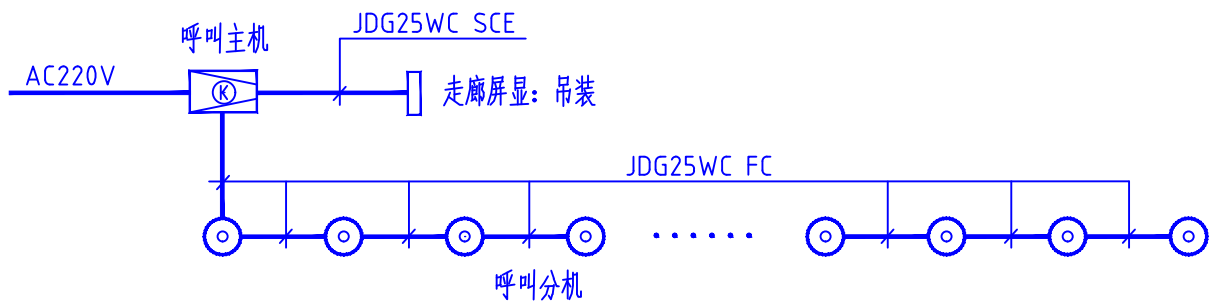 JDG25WC SCE
呼叫主机
AC220V
K
走廊屏显：吊装
JDG25WC FC
呼叫分机